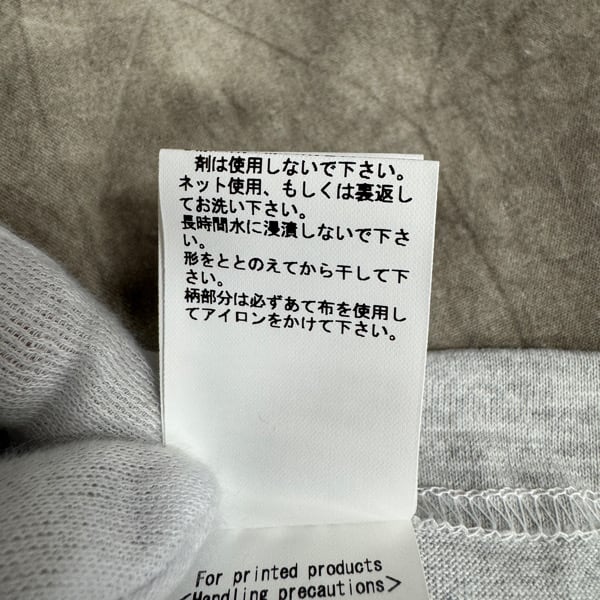 剤は使用しないで下さい。
ネット使用、もしくは裏返し
てお洗い下さい。
長時間水に浸漬しないで下さ
い。
形をととのえてから干して下
さい。
柄部分は必ずあて布を使用し
てアイロンをかけて下さい。
For printed products
<Handling precautions>